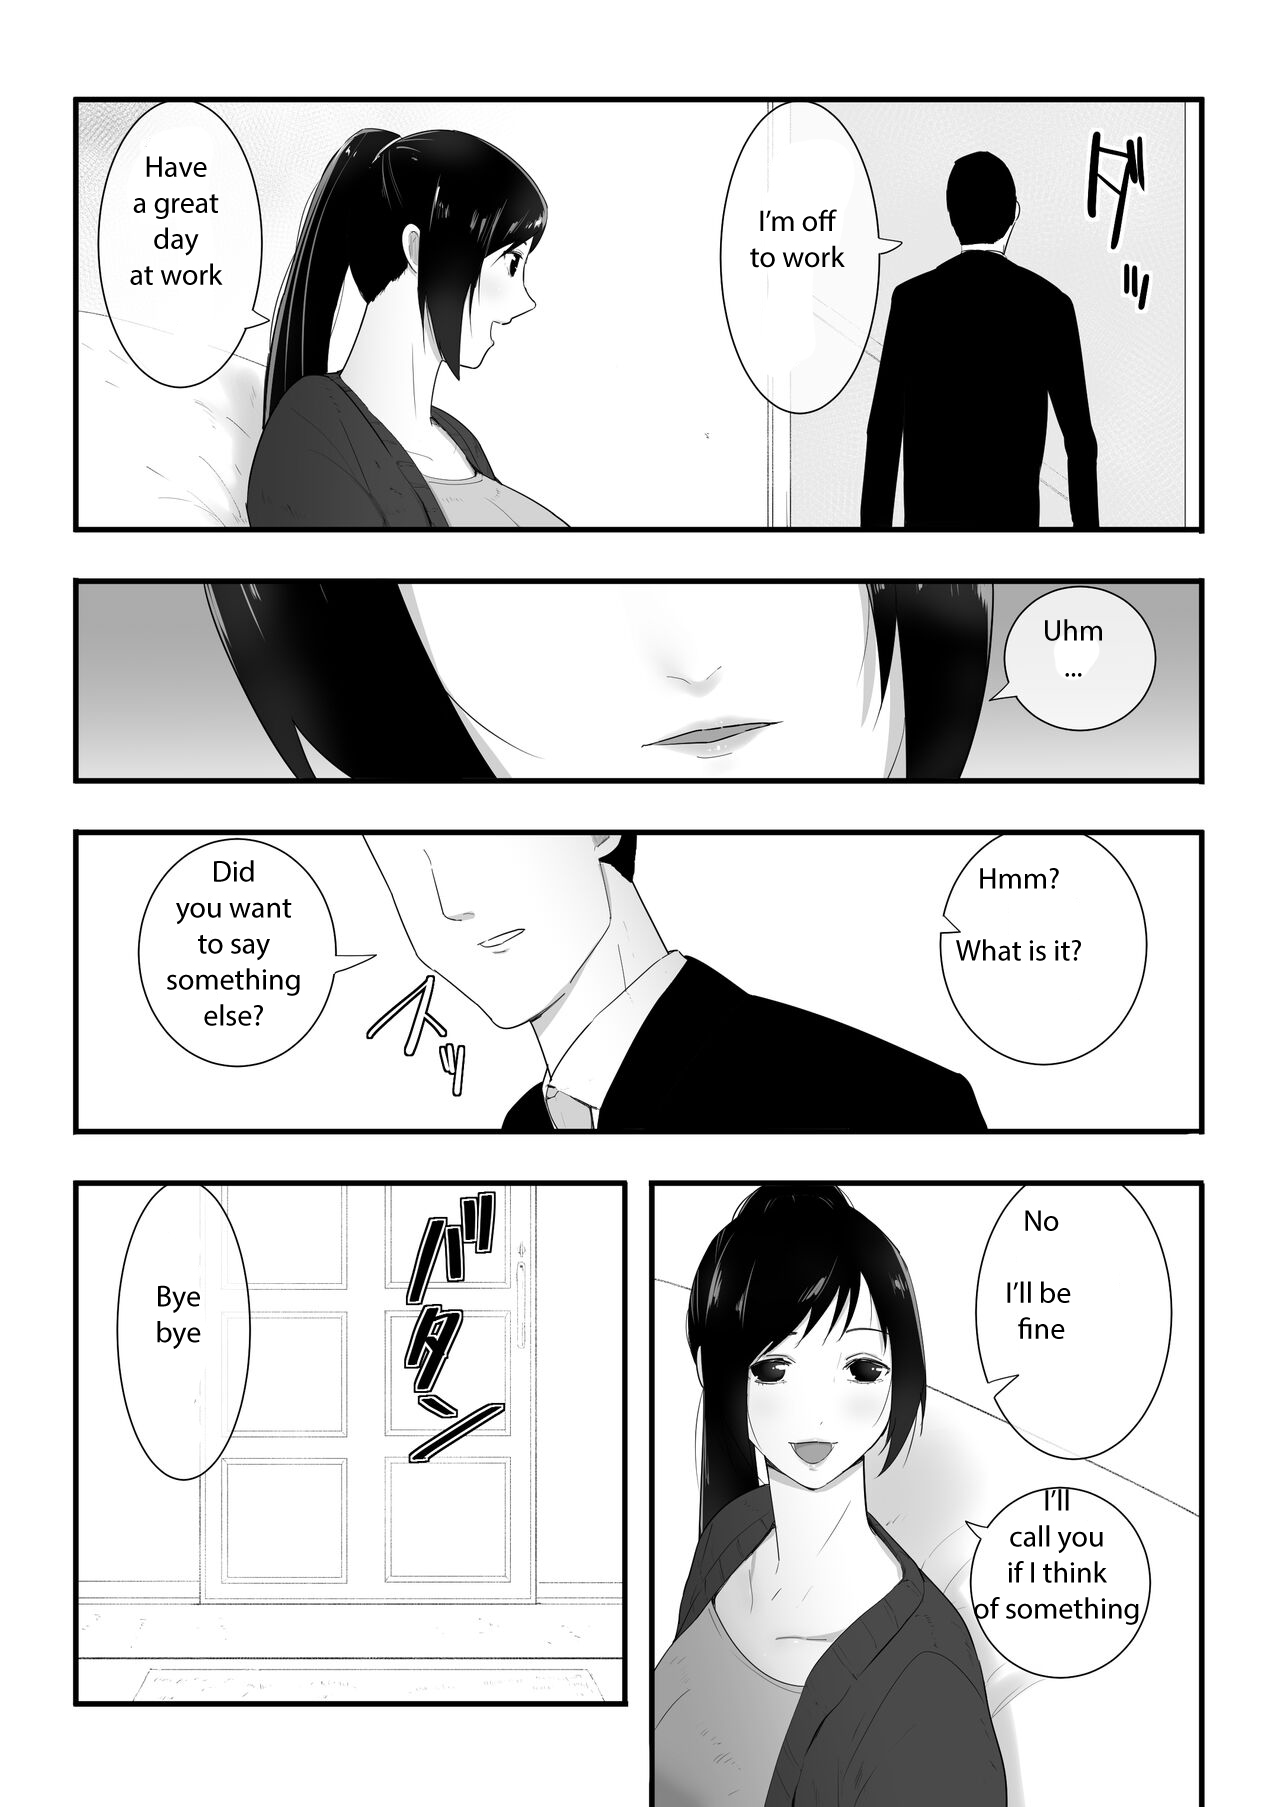 I'm off
to work
Have
a great
day
at work
Uhm
...
Hmm?
What is it?
Did
you want
to say
something
else?
スッ
No
I'll be
fine
I'll
call you
if I think
of something
バタン
Bye
bye